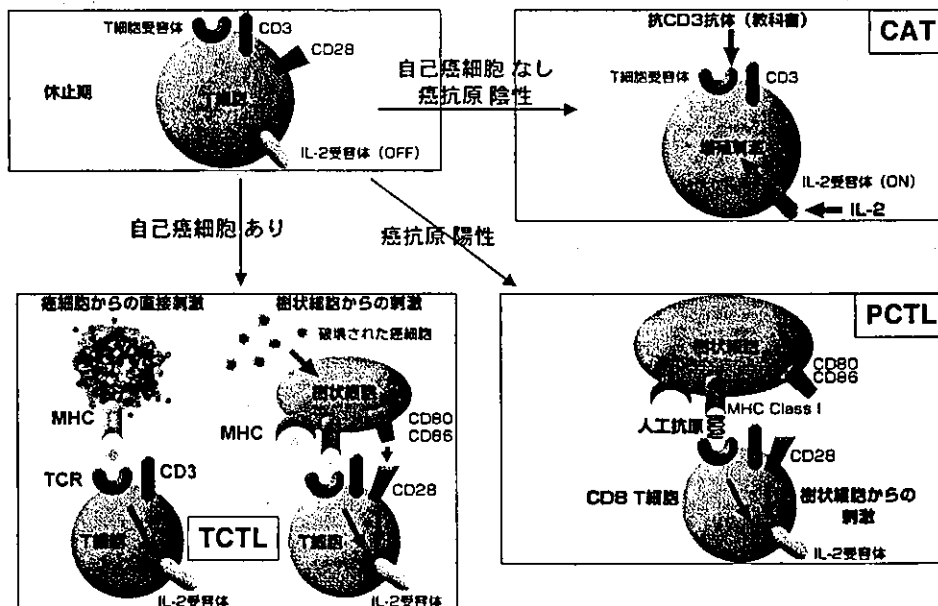 T細胞受容体
CD3
CD28
休止期
T細胞
IL-2受容体 (OFF)
自己癌細胞 なし
癌抗原 陰性
CAT
抗CD3抗体 (教科書)
T細胞受容体
CD3
増殖刺激
IL-2受容体 (ON)
IL-2
自己癌細胞 あり
癌抗原 陽性
癌細胞からの直接刺激
樹状細胞からの刺激
破壊された癌細胞
樹状細胞
MHC
MHC
CD80
CD86
TCR
CD3
CD28
T細胞
TCTL
T細胞
IL-2受容体
IL-2受容体
PCTL
樹状細胞
CD80
CD86
MHC Class I
人工抗原
CD28
CD8 T細胞
樹状細胞からの
刺激
IL-2受容体